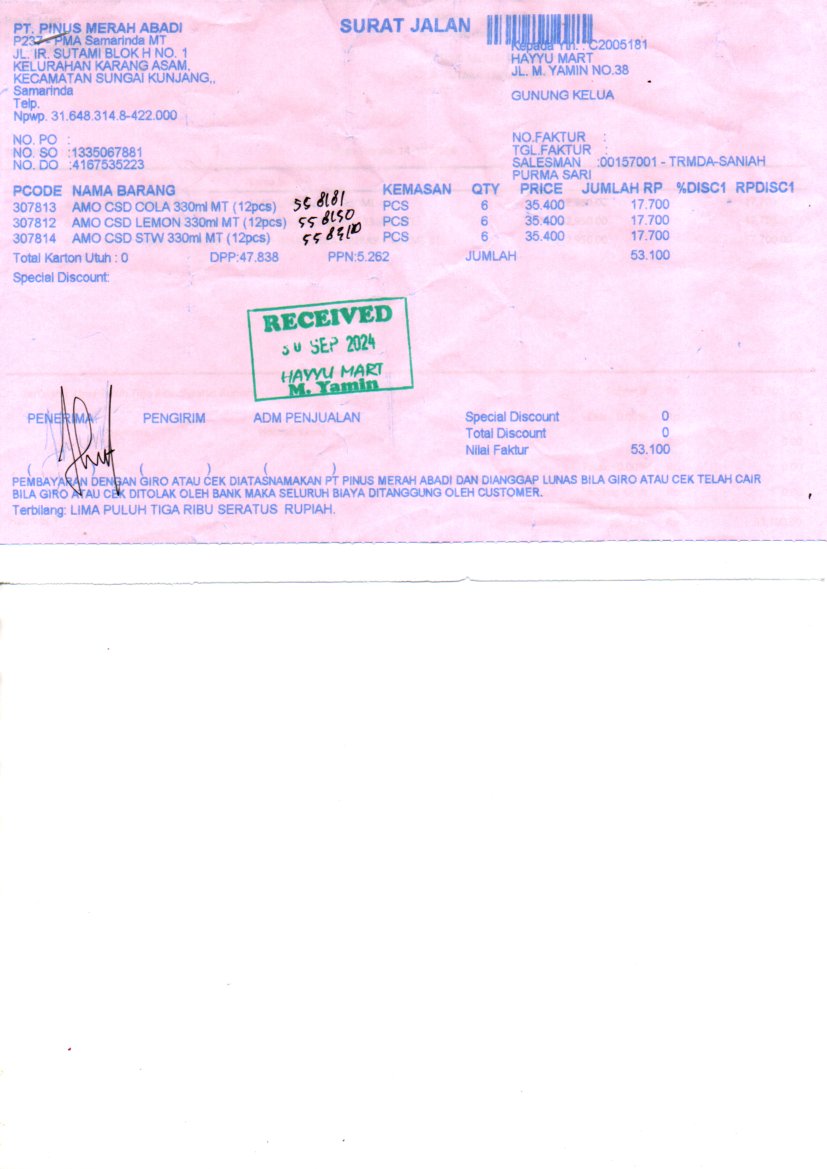 PT. PINUS MERAH ABADI
P237 - PMA Samarinda MT
JL. IR. SUTAMI BLOK H NO. 1
KELURAHAN KARANG ASAM,
KECAMATAN SUNGAI KUNJANG,,
Samarinda
Telp.
Npwp. 31.648.314.8-422.000
SURAT JALAN
Kepada Yth. : C2005181
HAYYU MART
JL. M. YAMIN NO.38
GUNUNG KELUA
NO. PO :
NO. SO :1335067881
NO. DO :4167535223
NO.FAKTUR :
TGL.FAKTUR :
SALESMAN :00157001 - TRMDA-SANIAH
PURMA SARI
PCODE NAMA BARANG KEMASAN QTY PRICE JUMLAH RP %DISC1 RPDISC1
307813 AMO CSD COLA 330ml MT (12pcs) 558181 PCS 6 35.400 17.700
307812 AMO CSD LEMON 330ml MT (12pcs) 558150 PCS 6 35.400 17.700
307814 AMO CSD STW 330ml MT (12pcs) PCS 6 35.400 17.700
Total Karton Utuh : 0 DPP:47.838 PPN:5.262 JUMLAH 53.100
Special Discount:
RECEIVED
30 SEP 2024
HAYYU MART
M. Yamin
PENERIMA PENGIRIM ADM PENJUALAN
Special Discount 0
Total Discount 0
Nilai Faktur 53.100
( ) ( ) ( )
PEMBAYARAN DENGAN GIRO ATAU CEK DIATASNAMAKAN PT PINUS MERAH ABADI DAN DIANGGAP LUNAS BILA GIRO ATAU CEK TELAH CAIR
BILA GIRO ATAU CEK DITOLAK OLEH BANK MAKA SELURUH BIAYA DITANGGUNG OLEH CUSTOMER.
Terbilang: LIMA PULUH TIGA RIBU SERATUS RUPIAH.